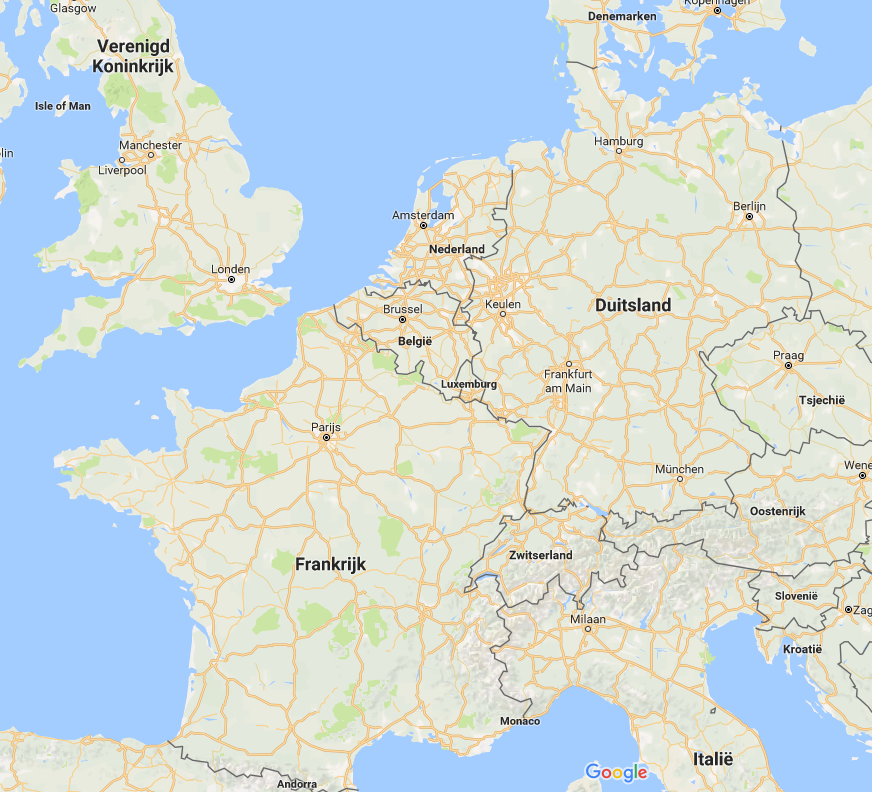 Glasgow
Denemarken
Kopenhagen
Verenigd
Koninkrijk
Isle of Man
Manchester
Hamburg
lin
Liverpool
Berlijn
Amsterdam
Nederland
Londen
Keulen
Duitsland
Brussel
België
Praag
Frankfurt
am Main
Luxemburg
Tsjechië
Parijs
München
Wene
Oostenrijk
Zwitserland
Frankrijk
Slovenië
Zag
Milaan
Kroatië
Monaco
Italië
Google
Andorra